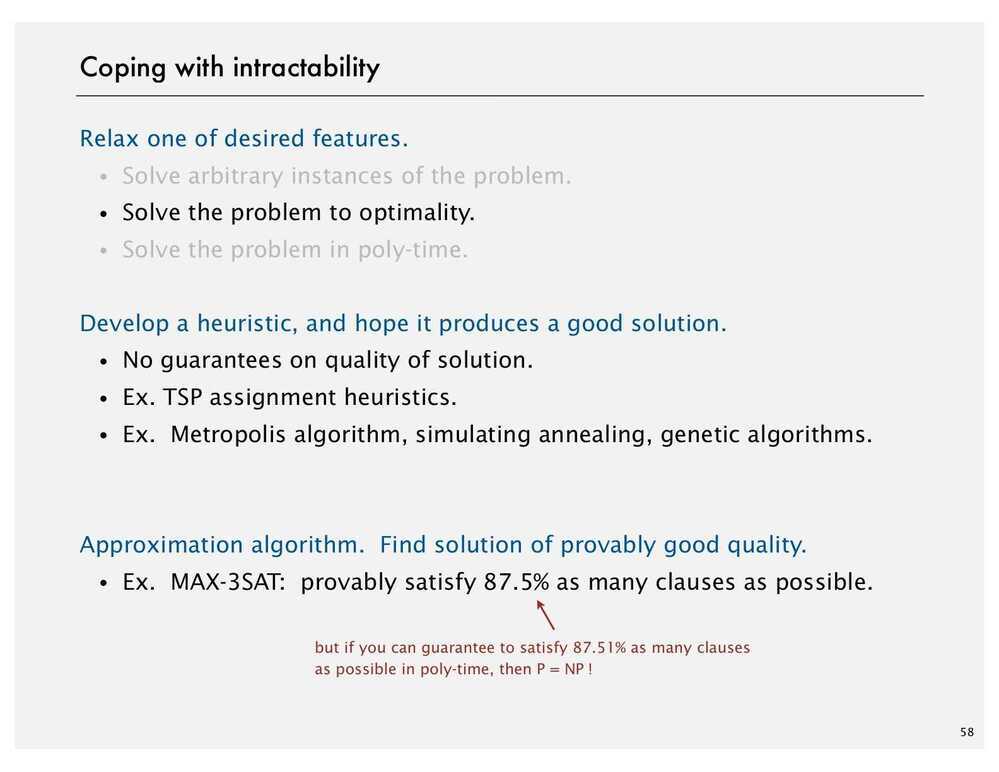 Coping with intractability
Relax one of desired features.
• Solve arbitrary instances of the problem.
• Solve the problem to optimality.
• Solve the problem in poly-time.
Develop a heuristic, and hope it produces a good solution.
• No guarantees on quality of solution.
• Ex. TSP assignment heuristics.
• Ex. Metropolis algorithm, simulating annealing, genetic algorithms.
Approximation algorithm. Find solution of provably good quality.
• Ex. MAX-3SAT: provably satisfy 87.5% as many clauses as possible.
but if you can guarantee to satisfy 87.51% as many clauses
as possible in poly-time, then P = NP !
58